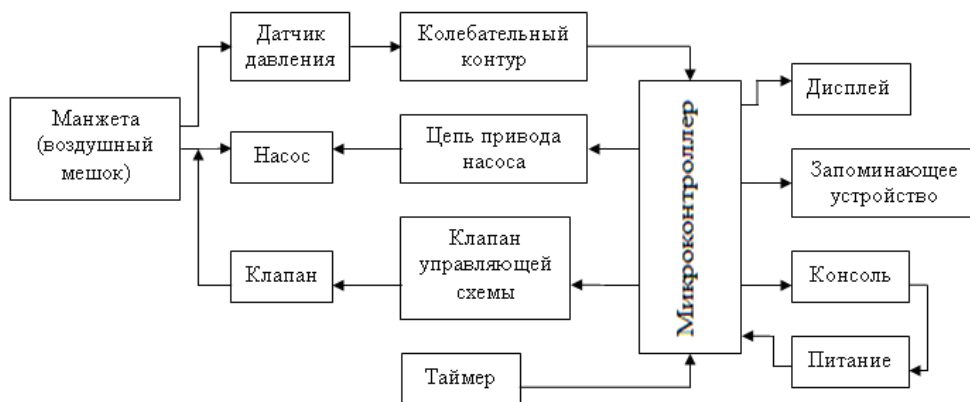 Датчик
давления
Колебательный
контур
Дисплей
Манжета
(воздушный
мешок)
Насос
Цепь привода
насоса
Микроконтроллер
Запоминающее
устройство
Клапан
Клапан
управляющей
схемы
Консоль
Питание
Таймер